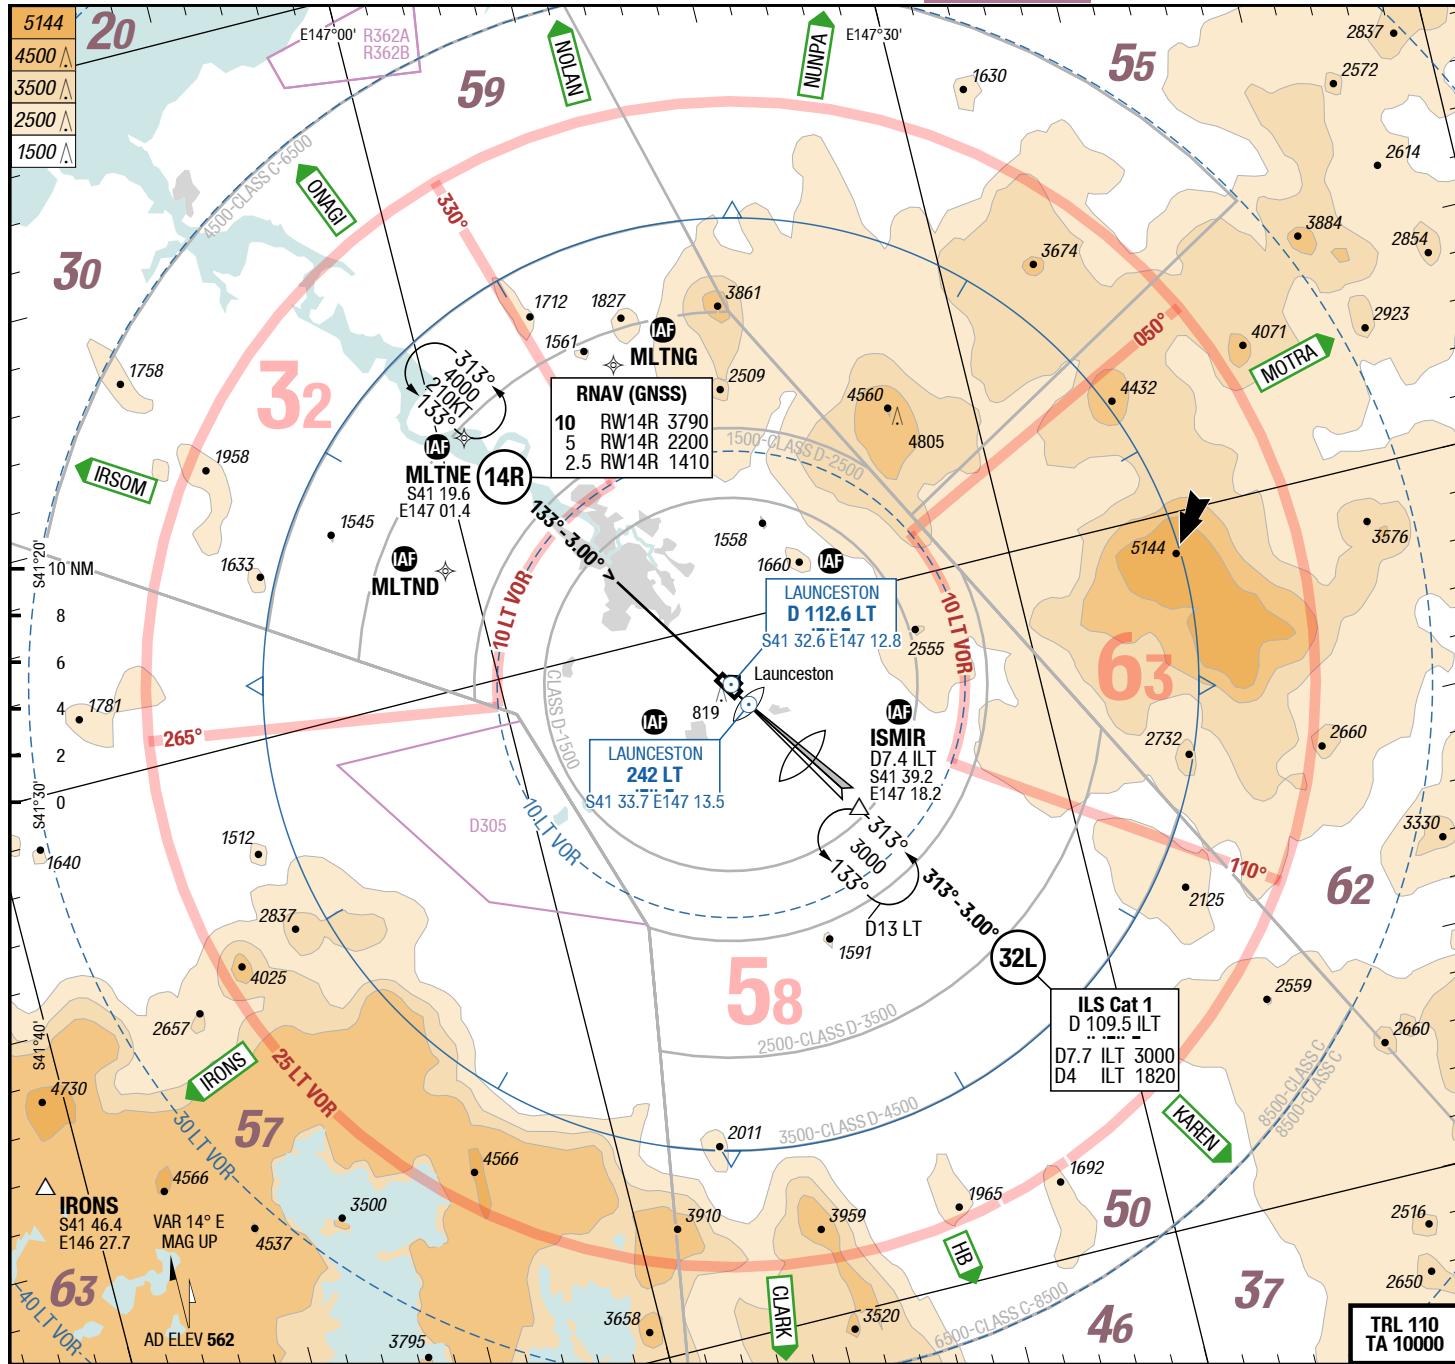 5144
4500
3500
2500
1500
20
E147°00'
R362A
R362B
59
NOLAN
NUNPA
E147°30'
55
2837
2572
1630
2614
4500-CLASS C-6500
ONAGI
330°
30
3884
2854
3674
2923
4071
050°
MOTRA
1712
1827
3861
1561
IAF
MLTNG
1758
32
313°
4000
210KT
133°
RNAV (GNSS)
10 RW14R 3790
5 RW14R 2200
2.5 RW14R 1410
2509
4560
4805
4432
1500-CLASS D-2500
IAF
MLTNE
S41 19.6
E147 01.4
14R
1958
IRSOM
1545
133°-3.00° >
1558
1660
IAF
5144
3576
S41°20'
10 NM
8
6
4
2
0
1633
IAF
MLTND
10 LT VOR
LAUNCESTON
D 112.6 LT
S41 32.6 E147 12.8
2555
10 LT VOR
63
Launceston
819
CLASS D-1500
1781
265°
IAF
LAUNCESTON
242 LT
S41 33.7 E147 13.5
IAF
ISMIR
D7.4 ILT
S41 39.2
E147 18.2
2732
2660
S41°30'
D305
10 LT VOR
313°
3000
133°
D13 LT
313°-3.00°
32L
110°
3330
62
2125
1640
1512
2837
4025
2657
1591
58
2500-CLASS D-3500
ILS Cat 1
D 109.5 ILT
D7.7 ILT 3000
D4 ILT 1820
2559
2660
S41°40'
IRONS
25 LT VOR
4730
57
30 LT VOR
3500-CLASS D-4500
8500-CLASS C
8500-CLASS C
KAREN
2011
4566
4566
IRONS
S41 46.4
E146 27.7
VAR 14° E
MAG UP
3500
4537
1692
1965
50
2516
3910
3959
HB
63
40 LT VOR
AD ELEV 562
3795
3658
CLARK
3520
6500-CLASS C-8500
46
37
2650
TRL 110
TA 10000